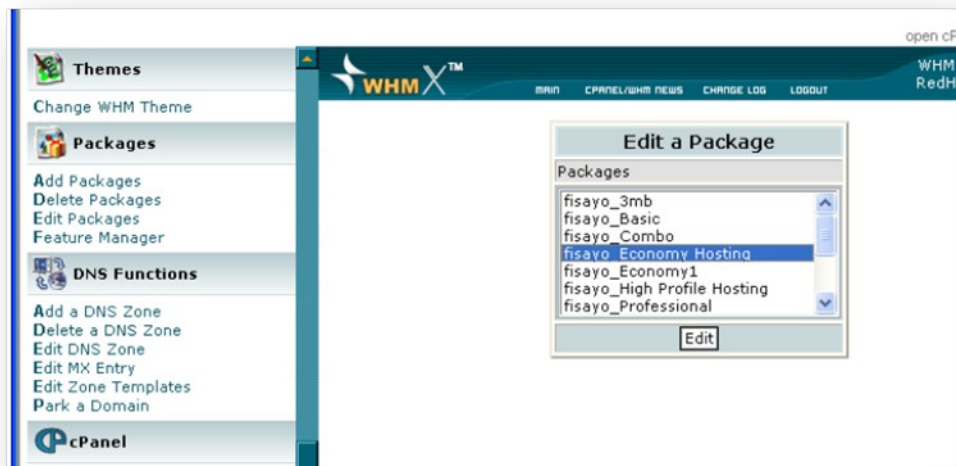 open cP
Themes
Change WHM Theme
Packages
Add Packages
Delete Packages
Edit Packages
Feature Manager
DNS Functions
Add a DNS Zone
Delete a DNS Zone
Edit DNS Zone
Edit MX Entry
Edit Zone Templates
Park a Domain
cPanel
WHM X™
MAIN CPANEL/WHM NEWS CHANGE LOG LOGOUT
WHM
RedH
Edit a Package
Packages
fisayo_3mb
fisayo_Basic
fisayo_Combo
fisayo_Economy Hosting
fisayo_Economy1
fisayo_High Profile Hosting
fisayo_Professional
Edit